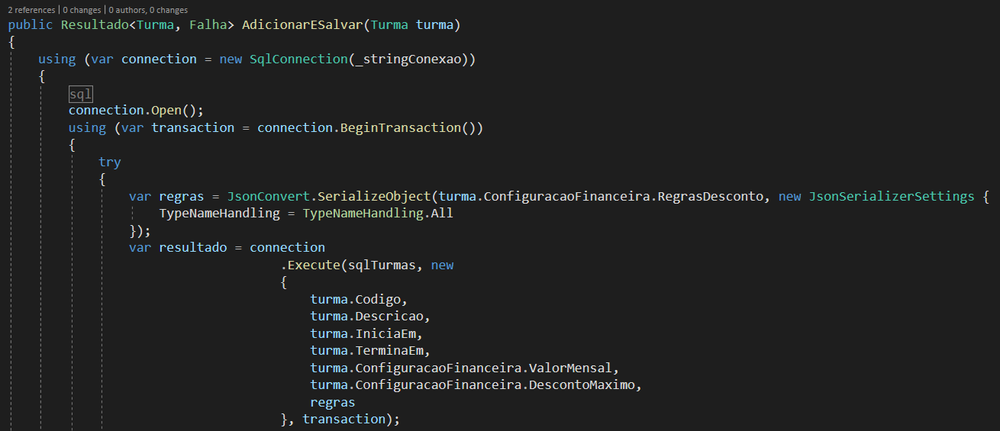 2 references | 0 changes | 0 authors, 0 changes
public Resultado<Turma, Falha> AdicionarESalvar(Turma turma)
{
    using (var connection = new SqlConnection(_stringConexao))
    {
        sql
        connection.Open();
        using (var transaction = connection.BeginTransaction())
        {
            try
            {
                var regras = JsonConvert.SerializeObject(turma.ConfiguracaoFinanceira.RegrasDesconto, new JsonSerializerSettings {
                    TypeNameHandling = TypeNameHandling.All
                });
                var resultado = connection
                                    .Execute(sqlTurmas, new
                                    {
                                        turma.Codigo,
                                        turma.Descricao,
                                        turma.IniciaEm,
                                        turma.TerminaEm,
                                        turma.ConfiguracaoFinanceira.ValorMensal,
                                        turma.ConfiguracaoFinanceira.DescontoMaximo,
                                        regras
                                    }, transaction);